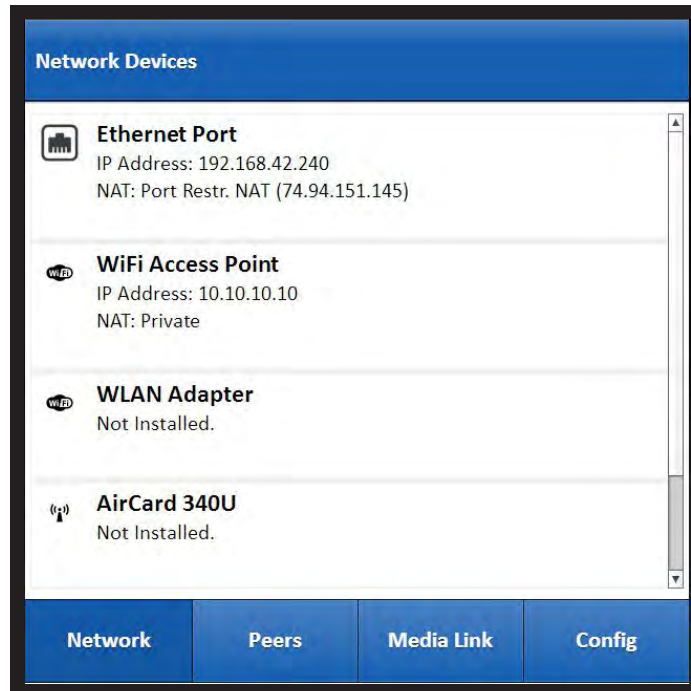 Network Devices
Ethernet Port
IP Address: 192.168.42.240
NAT: Port Restr. NAT (74.94.151.145)
WiFi
WiFi Access Point
IP Address: 10.10.10.10
NAT: Private
WiFi
WLAN Adapter
Not Installed.
AirCard 340U
Not Installed.
Network Peers Media Link Config